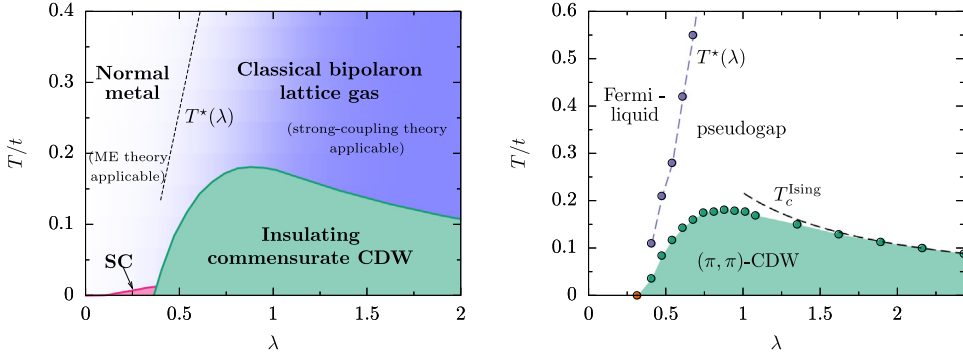 0.4
0.3
0.2
0.1
0
T/t
Normal
metal
T⋆(λ)
Classical bipolaron
lattice gas
(strong-coupling theory
applicable)
(ME theory
applicable)
Insulating
commensurate CDW
SC
0 0.5 1 1.5 2
λ
0.6
0.5
0.4
0.3
0.2
0.1
0
T/t
T⋆(λ)
Fermi -
liquid
pseudogap
T_c^Ising
(π, π)-CDW
0 0.5 1 1.5 2
λ